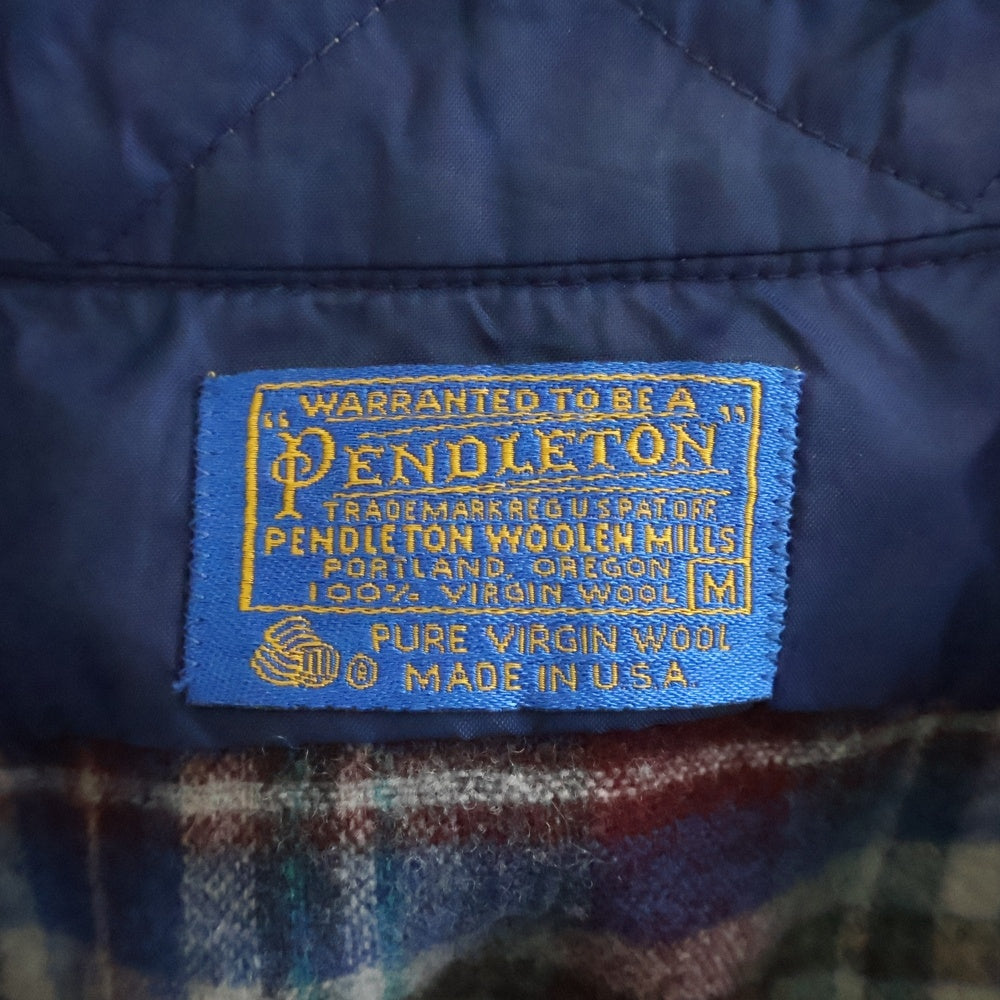 WARRANTED TO BE A
"PENDLETON"
TRADEMARK REG U S PAT. OFF
PENDLETON WOOLEN MILLS
PORTLAND, OREGON
100% VIRGIN WOOL M
PURE VIRGIN WOOL
® MADE IN U.S.A.